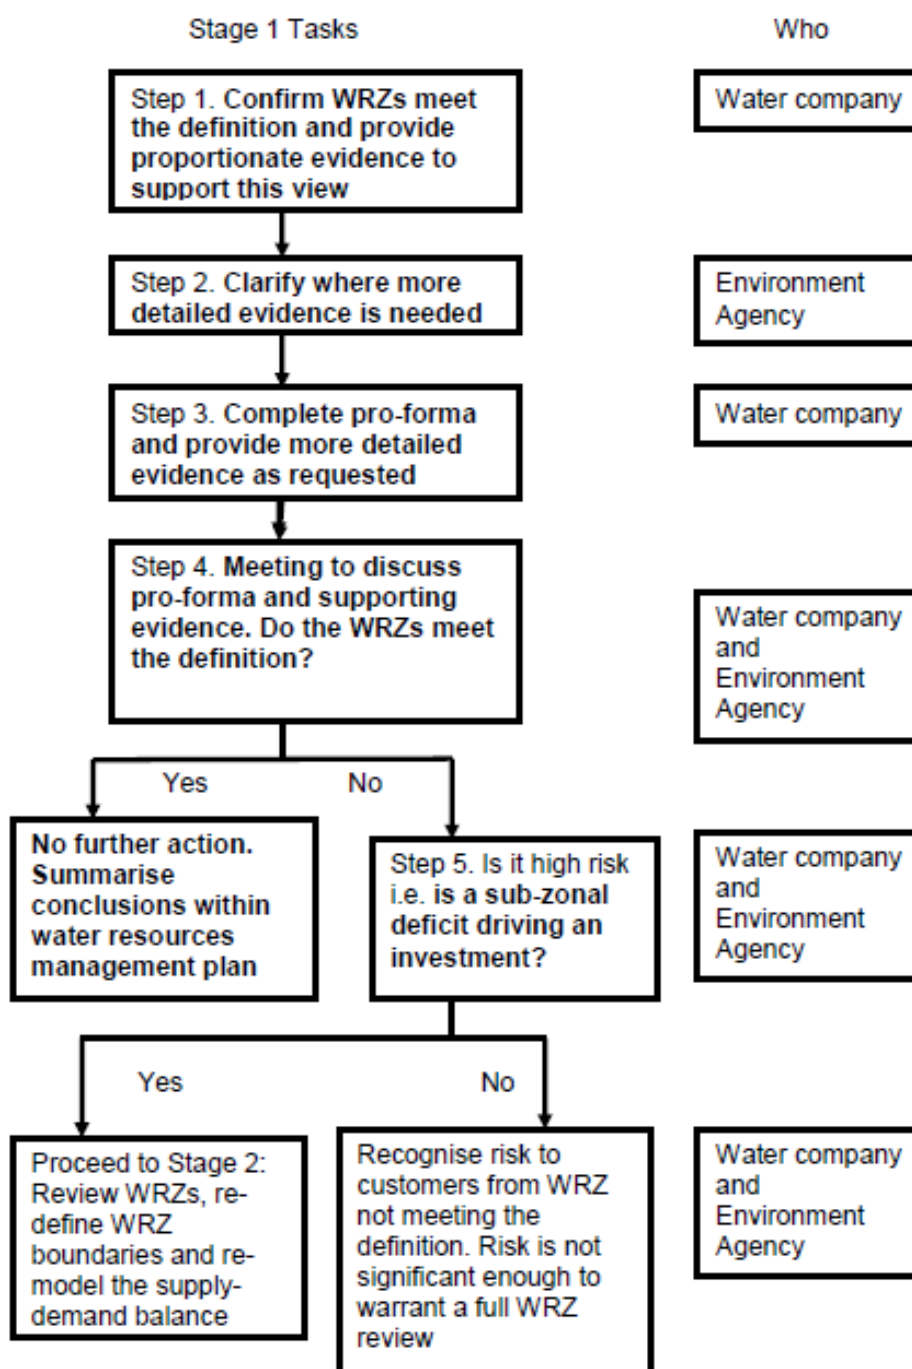 Stage 1 Tasks
Who
Step 1. Confirm WRZs meet
the definition and provide
proportionate evidence to
support this view
Water company
Step 2. Clarify where more
detailed evidence is needed
Environment
Agency
Step 3. Complete pro-forma
and provide more detailed
evidence as requested
Water company
Step 4. Meeting to discuss
pro-forma and supporting
evidence. Do the WRZs meet
the definition?
Water company
and
Environment
Agency
Yes
No
No further action.
Summarise
conclusions within
water resources
management plan
Step 5. Is it high risk
i.e. is a sub-zonal
deficit driving an
investment?
Water company
and
Environment
Agency
Yes
No
Proceed to Stage 2:
Review WRZs, re-
define WRZ
boundaries and re-
model the supply-
demand balance
Recognise risk to
customers from WRZ
not meeting the
definition. Risk is not
significant enough to
warrant a full WRZ
review
Water company
and
Environment
Agency